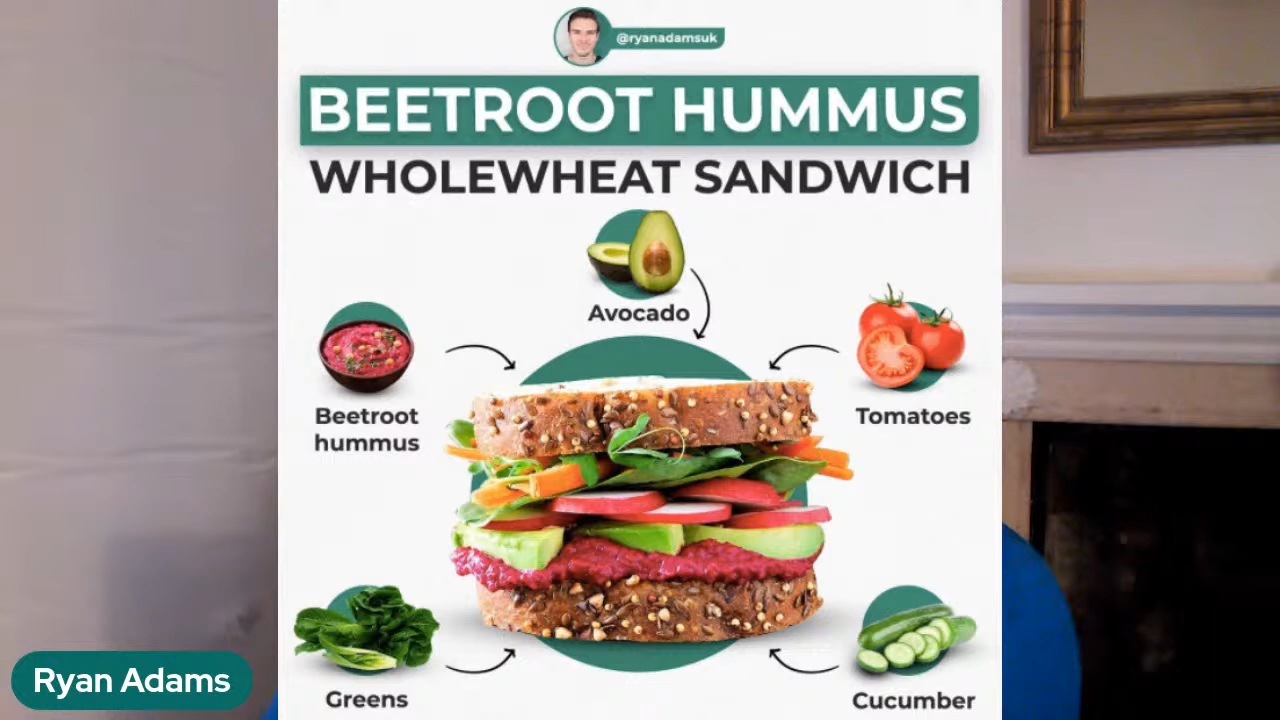 @ryanadamsuk
BEETROOT HUMMUS
WHOLEWHEAT SANDWICH
Avocado
Beetroot
hummus
Tomatoes
Greens
Cucumber
Ryan Adams